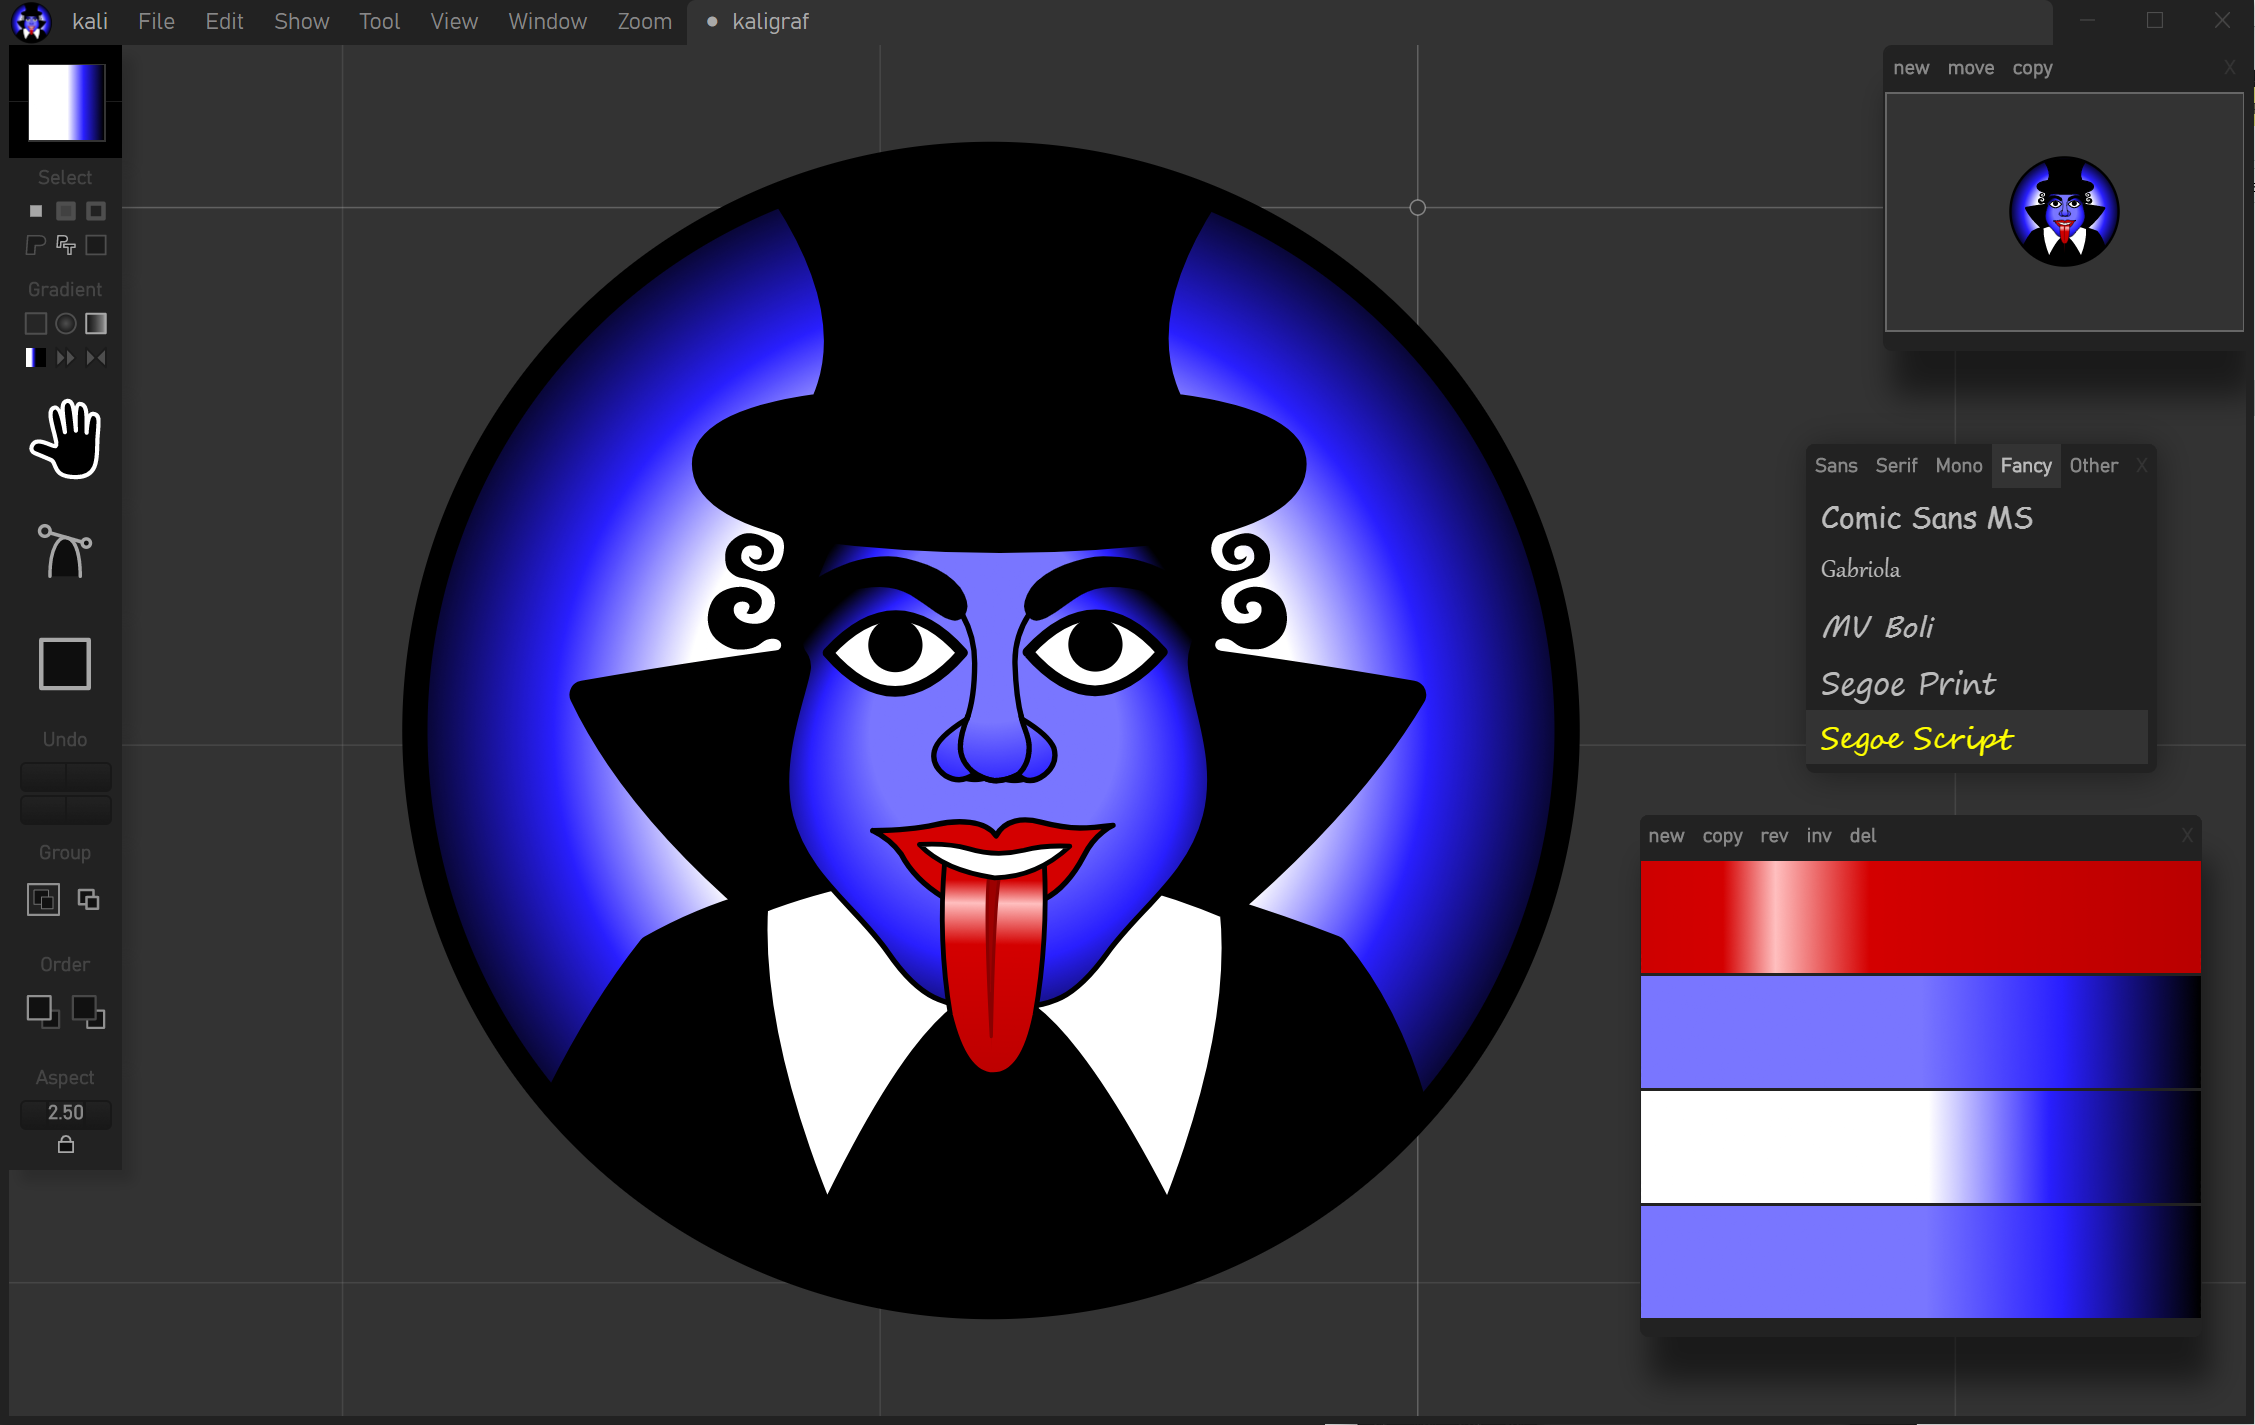 kali File Edit Show Tool View Window Zoom kaligraf
Select
Gradient
Undo
Group
Order
Aspect
2.50
new move copy X
Sans Serif Mono Fancy Other X
Comic Sans MS
Gabriola
MV Boli
Segoe Print
Segoe Script
new copy rev inv del X